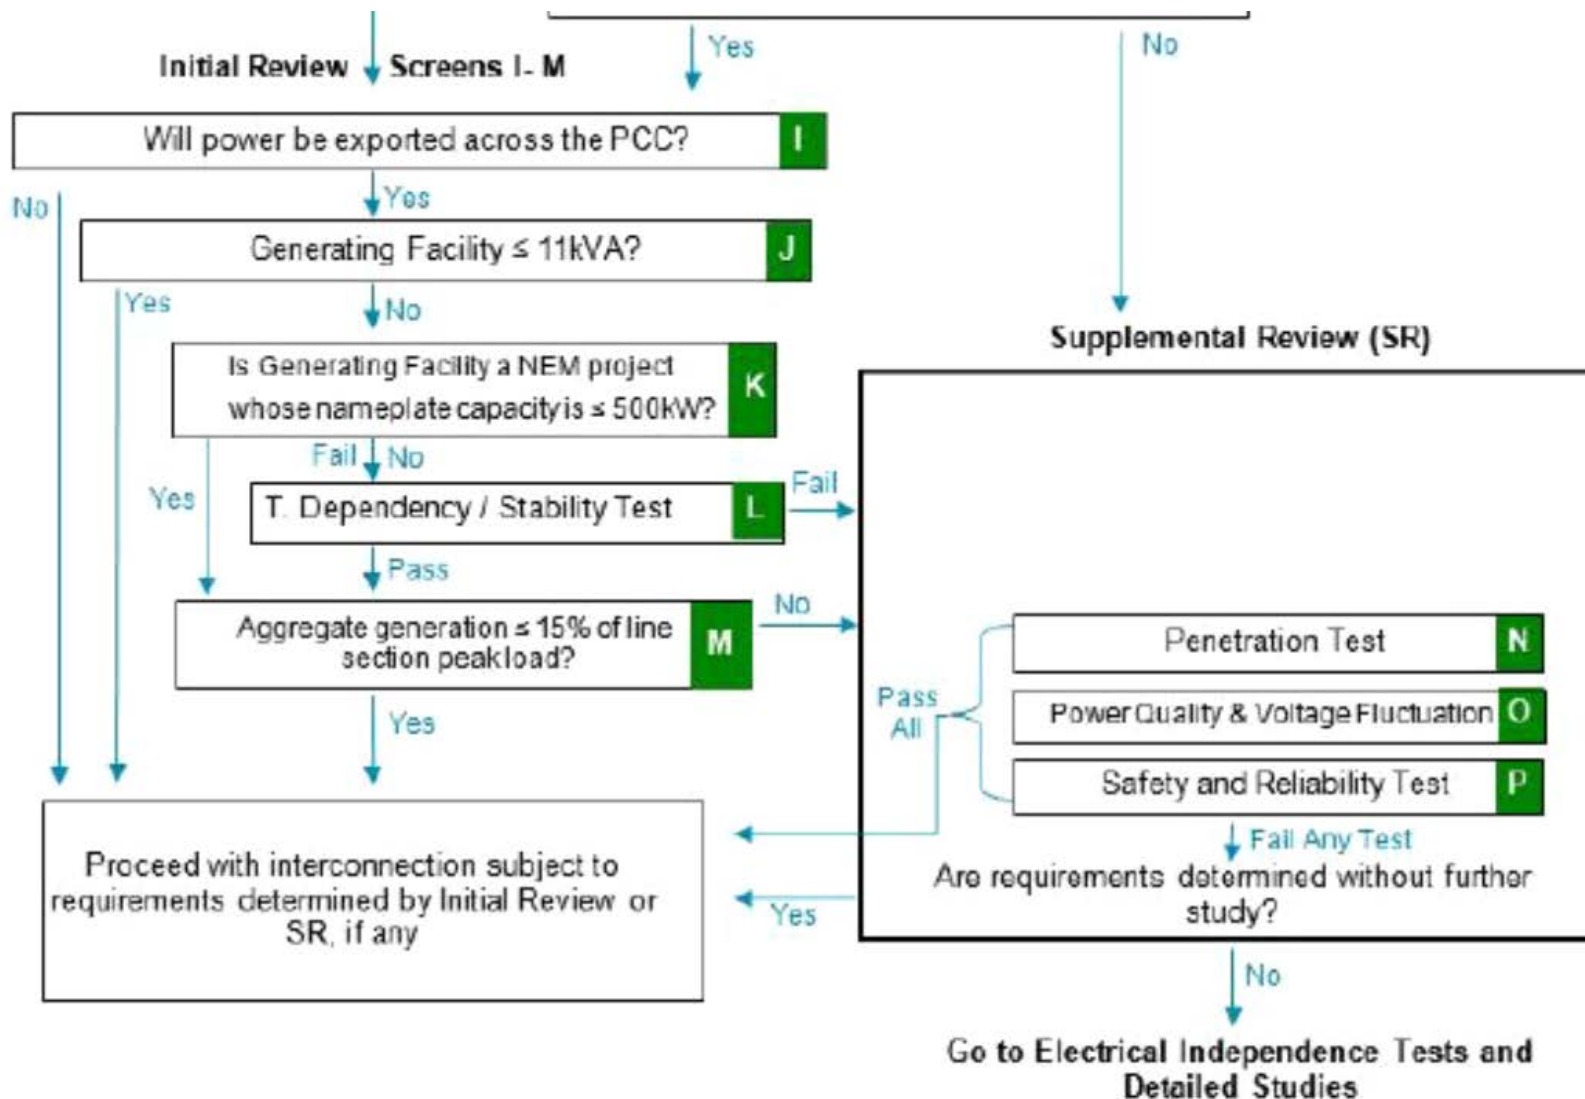 Yes
No
Initial Review Screens I- M
Will power be exported across the PCC? I
No
Yes
Generating Facility ≤ 11kVA? J
Yes
No
Is Generating Facility a NEM project
whose nameplate capacity is ≤ 500kW?
K
Fail No
Yes
T. Dependency / Stability Test L
Fail
Pass
Aggregate generation ≤ 15% of line
section peak load?
M
No
Yes
Supplemental Review (SR)
Penetration Test N
Power Quality & Voltage Fluctuation O
Safety and Reliability Test P
Pass
All
Fail Any Test
Are requirements determined without further
study?
Yes
Proceed with interconnection subject to
requirements determined by Initial Review or
SR, if any
No
Go to Electrical Independence Tests and
Detailed Studies